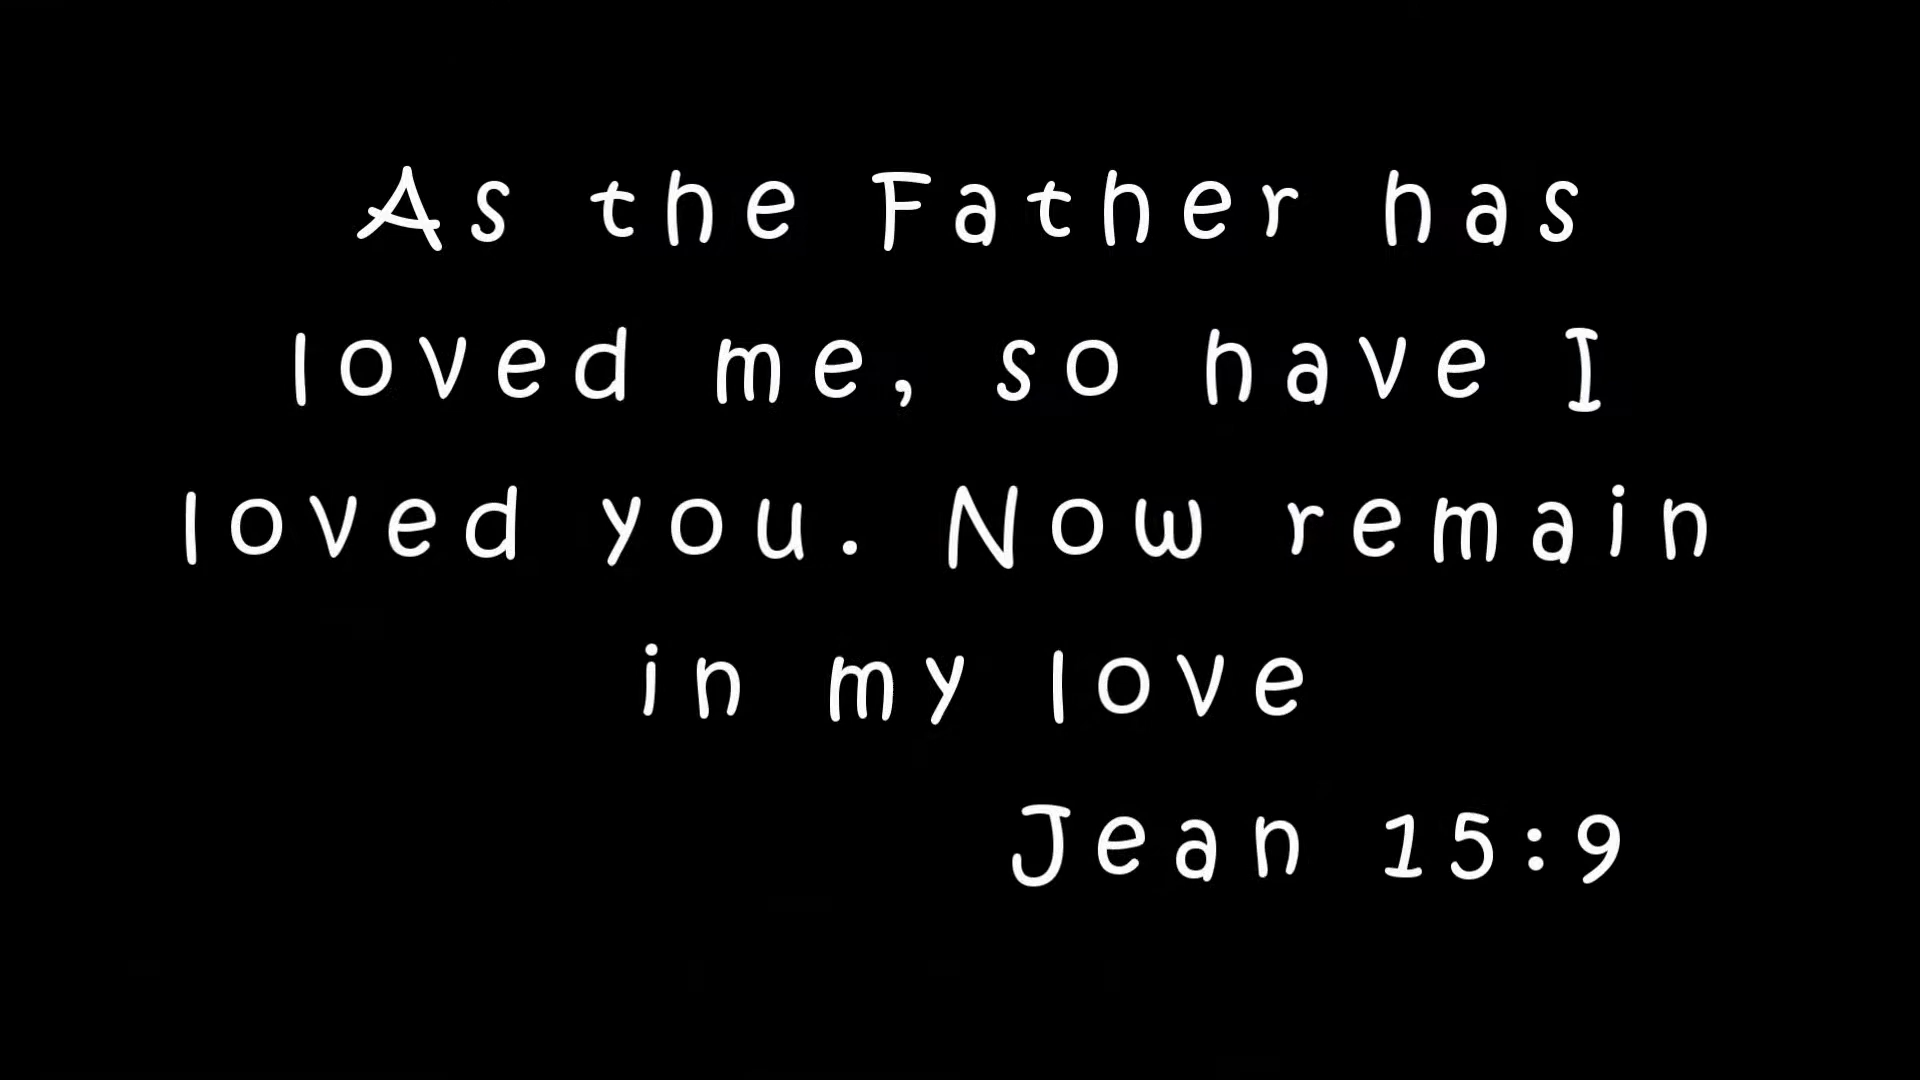 As the Father has
loved me, so have I
loved you. Now remain
in my love
Jean 15:9